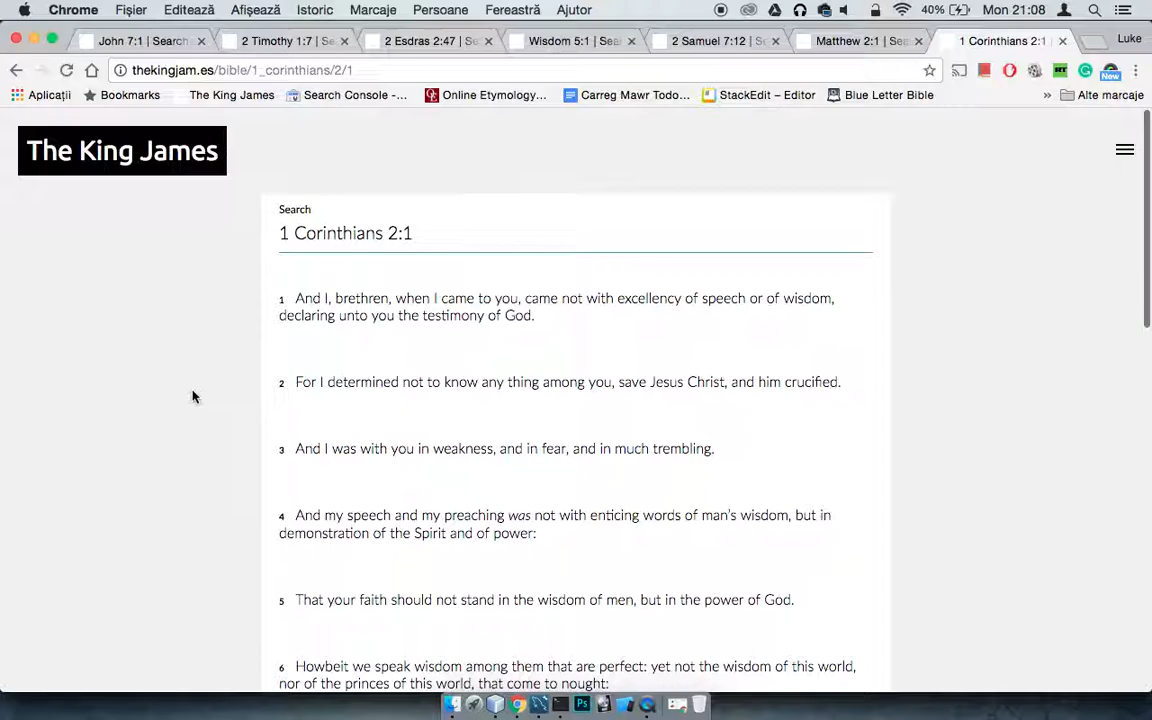 Chrome Fișier Editează Afișează Istoric Marcaje Persoane Fereastră Ajutor 40% Mon 21:08
John 7:1 | Search 2 Timothy 1:7 | Se 2 Esdras 2:47 | Se Wisdom 5:1 | Sea 2 Samuel 7:12 | Se Matthew 2:1 | Sea 1 Corinthians 2:1 | Luke
thekingjam.es/bible/1_corinthians/2/1 New
Aplicații Bookmarks The King James Search Console -... Online Etymology... Carreg Mawr Todo... StackEdit – Editor Blue Letter Bible » Alte marcaje
The King James
Search
1 Corinthians 2:1
1 And I, brethren, when I came to you, came not with excellency of speech or of wisdom,
declaring unto you the testimony of God.
2 For I determined not to know any thing among you, save Jesus Christ, and him crucified.
3 And I was with you in weakness, and in fear, and in much trembling.
4 And my speech and my preaching was not with enticing words of man’s wisdom, but in
demonstration of the Spirit and of power:
5 That your faith should not stand in the wisdom of men, but in the power of God.
6 Howbeit we speak wisdom among them that are perfect: yet not the wisdom of this world,
nor of the princes of this world, that come to nought:
Ps